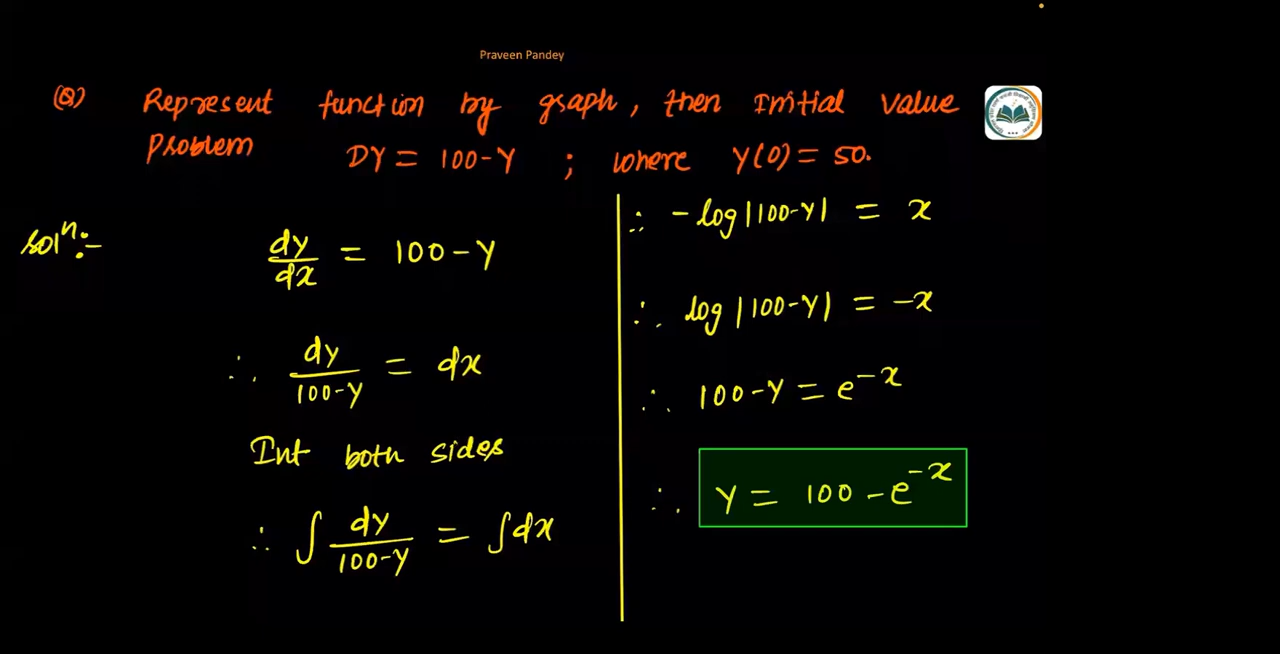 Praveen Pandey
(Q) Represent function by graph, then Initial value
Problem DY = 100-Y ; where Y(0) = 50.
Solⁿ:-
dy/dx = 100-Y
∴ dy/100-Y = dx
Int both sides
∴ ∫ dy/100-Y = ∫dx
∴ -log|100-Y| = x
∴ log|100-Y| = -x
∴ 100-Y = e^-x
∴ Y = 100-e^-x